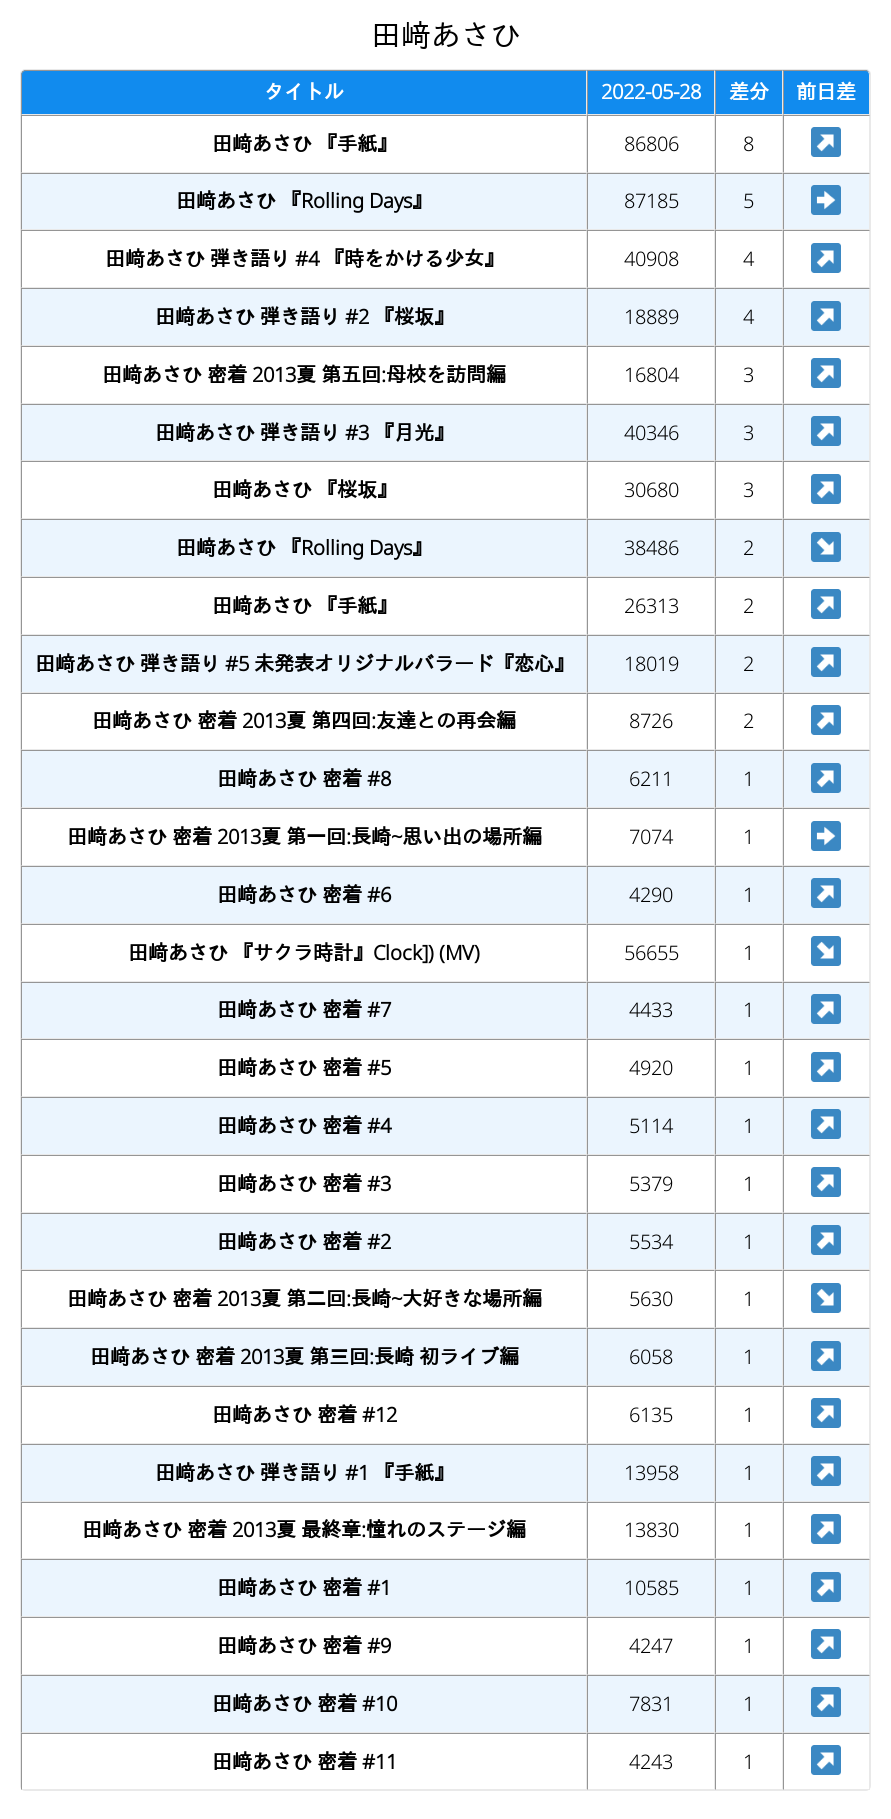 田﨑あさひ
タイトル 2022-05-28 差分 前日差
田﨑あさひ 『手紙』 86806 8
田﨑あさひ 『Rolling Days』 87185 5
田﨑あさひ 弾き語り #4 『時をかける少女』 40908 4
田﨑あさひ 弾き語り #2 『桜坂』 18889 4
田﨑あさひ 密着 2013夏 第五回:母校を訪問編 16804 3
田﨑あさひ 弾き語り #3 『月光』 40346 3
田﨑あさひ 『桜坂』 30680 3
田﨑あさひ 『Rolling Days』 38486 2
田﨑あさひ 『手紙』 26313 2
田﨑あさひ 弾き語り #5 未発表オリジナルバラード『恋心』 18019 2
田﨑あさひ 密着 2013夏 第四回:友達との再会編 8726 2
田﨑あさひ 密着 #8 6211 1
田﨑あさひ 密着 2013夏 第一回:長崎~思い出の場所編 7074 1
田﨑あさひ 密着 #6 4290 1
田﨑あさひ 『サクラ時計』Clock]) (MV) 56655 1
田﨑あさひ 密着 #7 4433 1
田﨑あさひ 密着 #5 4920 1
田﨑あさひ 密着 #4 5114 1
田﨑あさひ 密着 #3 5379 1
田﨑あさひ 密着 #2 5534 1
田﨑あさひ 密着 2013夏 第二回:長崎~大好きな場所編 5630 1
田﨑あさひ 密着 2013夏 第三回:長崎 初ライブ編 6058 1
田﨑あさひ 密着 #12 6135 1
田﨑あさひ 弾き語り #1 『手紙』 13958 1
田﨑あさひ 密着 2013夏 最終章:憧れのステージ編 13830 1
田﨑あさひ 密着 #1 10585 1
田﨑あさひ 密着 #9 4247 1
田﨑あさひ 密着 #10 7831 1
田﨑あさひ 密着 #11 4243 1